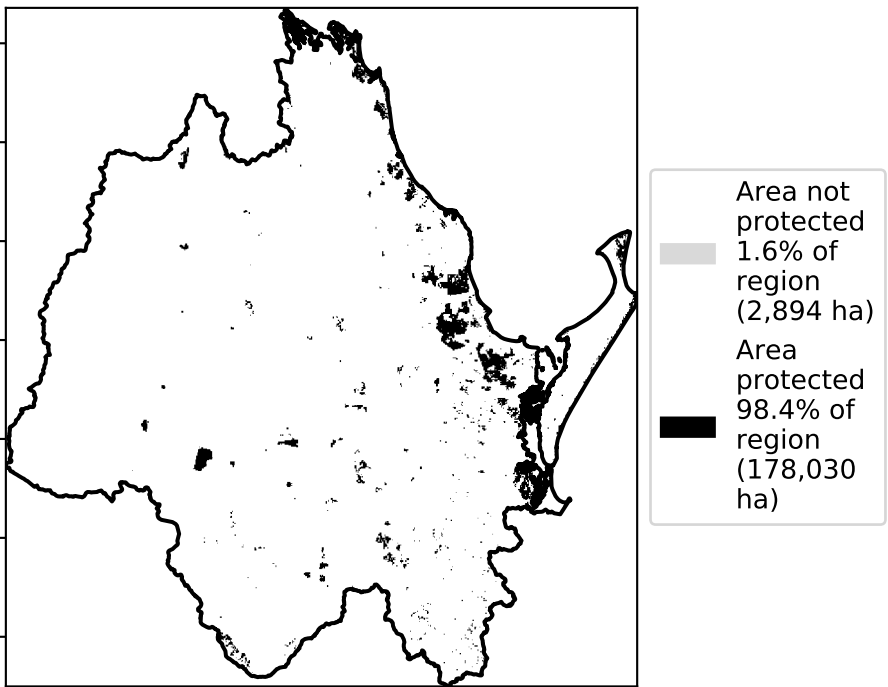 Area not
protected
1.6% of
region
(2,894 ha)
Area
protected
98.4% of
region
(178,030
ha)